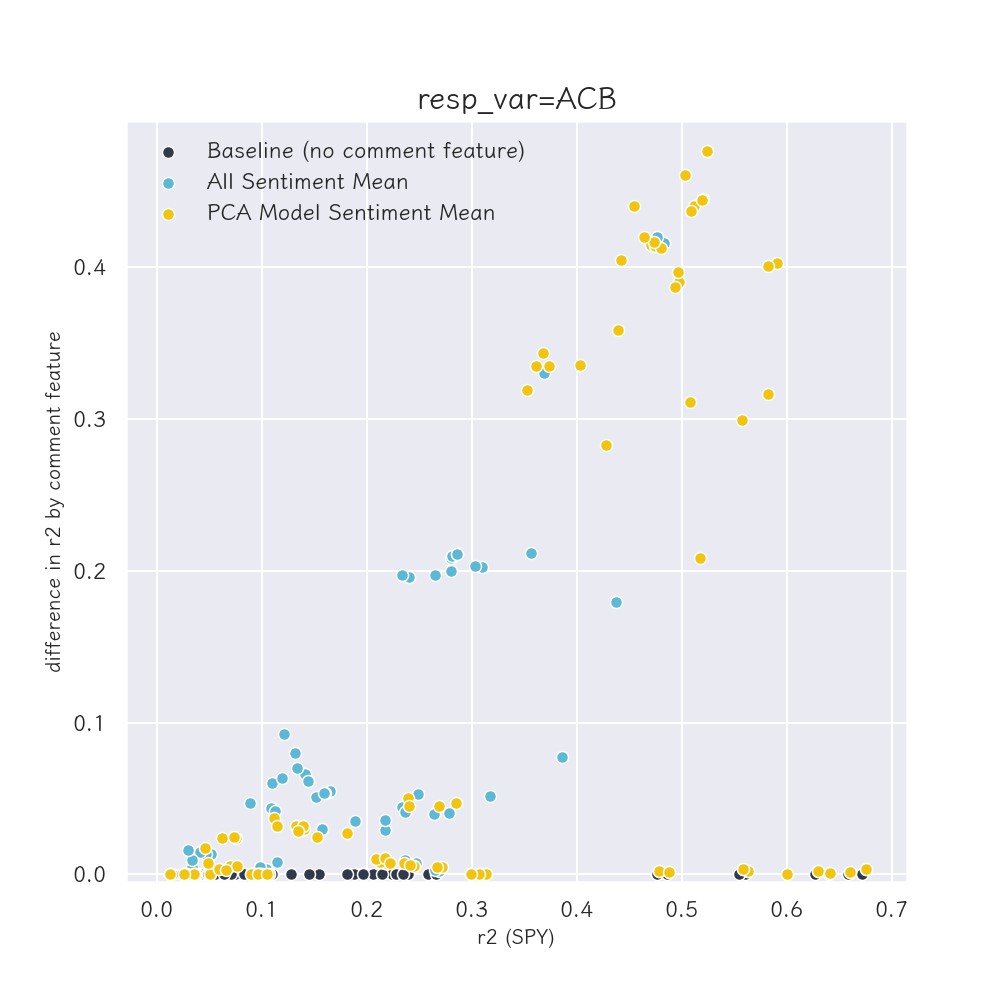 resp_var=ACB
Baseline (no comment feature)
All Sentiment Mean
PCA Model Sentiment Mean
difference in r2 by comment feature
0.4
0.3
0.2
0.1
0.0
0.0 0.1 0.2 0.3 0.4 0.5 0.6 0.7
r2 (SPY)